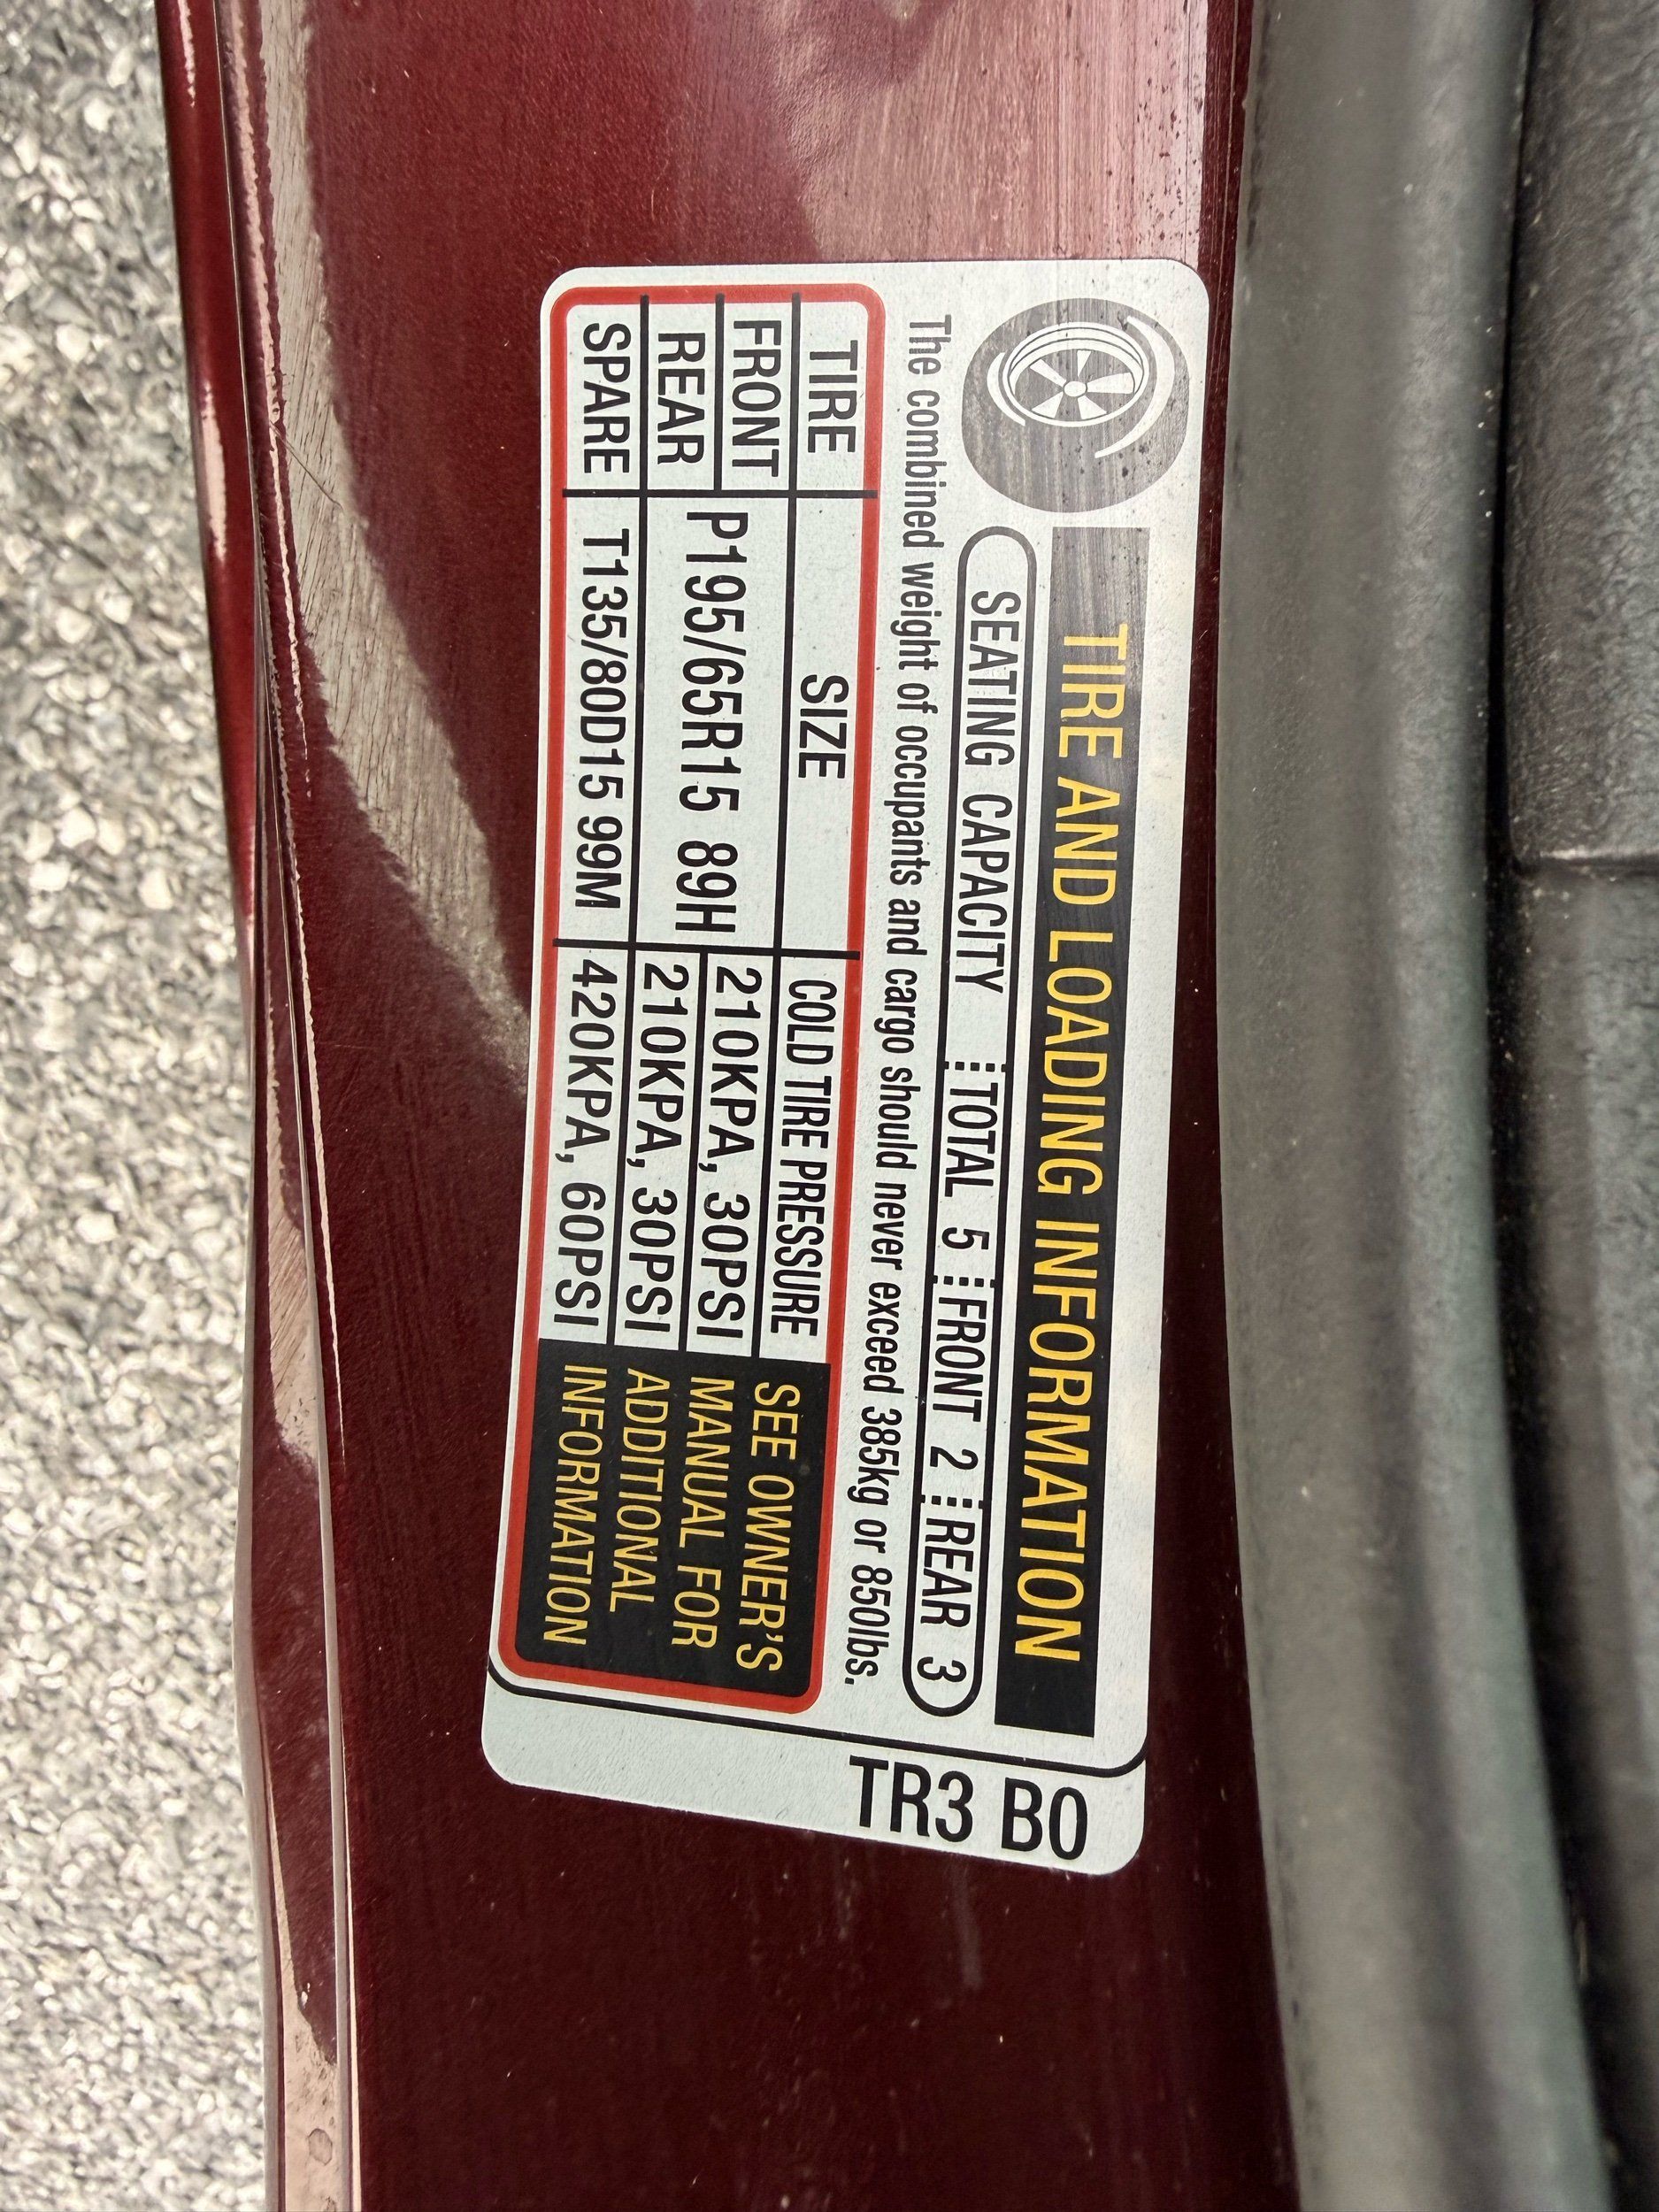 TIRE AND LOADING INFORMATION
SEATING CAPACITY TOTAL 5 FRONT 2 REAR 3
The combined weight of occupants and cargo should never exceed 385kg or 850lbs.
TIRE SIZE COLD TIRE PRESSURE
FRONT P195/65R15 89H 210KPA, 30PSI
REAR 210KPA, 30PSI
SPARE T135/80D15 99M 420KPA, 60PSI
SEE OWNER'S
MANUAL FOR
ADDITIONAL
INFORMATION
TR3 B0